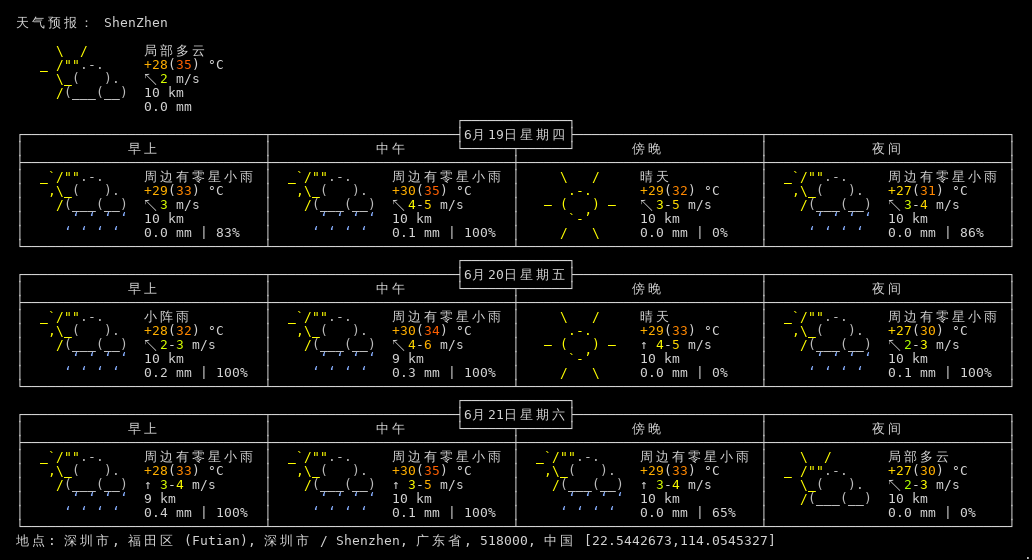 天气预报： ShenZhen
局部多云
+28(35) °C
↖2 m/s
10 km
0.0 mm
6月19日星期四
早上 中午 傍晚 夜间
周边有零星小雨 周边有零星小雨 晴天 周边有零星小雨
+29(33) °C +30(35) °C +29(32) °C +27(31) °C
↖3 m/s ↖4-5 m/s ↖3-5 m/s ↖3-4 m/s
10 km 10 km 10 km 10 km
0.0 mm | 83% 0.1 mm | 100% 0.0 mm | 0% 0.0 mm | 86%
6月20日星期五
早上 中午 傍晚 夜间
小阵雨 周边有零星小雨 晴天 周边有零星小雨
+28(32) °C +30(34) °C +29(33) °C +27(30) °C
↖2-3 m/s ↖4-6 m/s ↑ 4-5 m/s ↖2-3 m/s
10 km 9 km 10 km 10 km
0.2 mm | 100% 0.3 mm | 100% 0.0 mm | 0% 0.1 mm | 100%
6月21日星期六
早上 中午 傍晚 夜间
周边有零星小雨 周边有零星小雨 周边有零星小雨 局部多云
+28(33) °C +30(35) °C +29(33) °C +27(30) °C
↑ 3-4 m/s ↑ 3-5 m/s ↑ 3-4 m/s ↖2-3 m/s
9 km 10 km 10 km 10 km
0.4 mm | 100% 0.1 mm | 100% 0.0 mm | 65% 0.0 mm | 0%
地点: 深圳市, 福田区 (Futian), 深圳市 / Shenzhen, 广东省, 518000, 中国 [22.5442673,114.0545327]